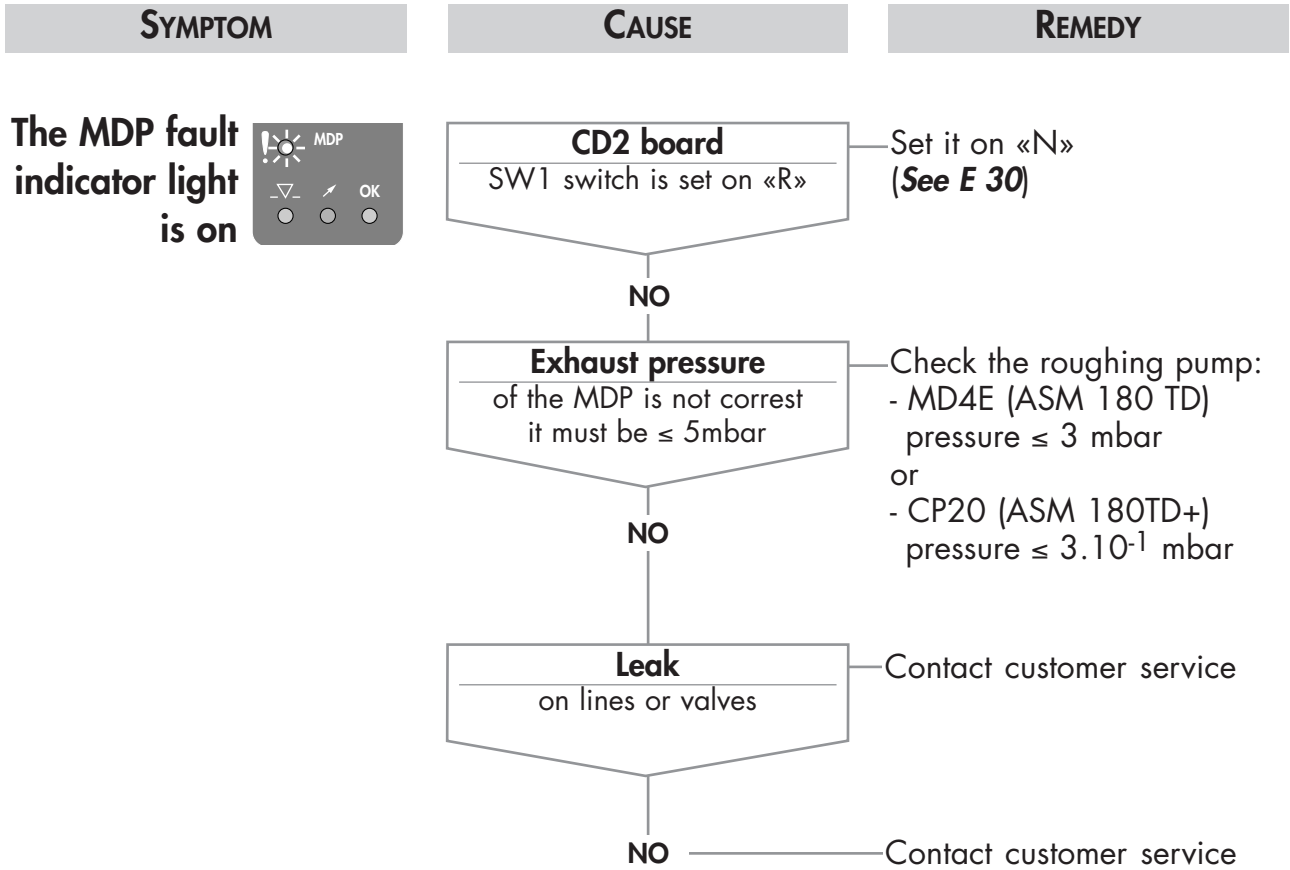 SYMPTOM
CAUSE
REMEDY
The MDP fault
indicator light
is on
! MDP
OK
CD2 board
SW1 switch is set on «R»
Set it on «N»
(See E 30)
NO
Exhaust pressure
of the MDP is not correst
it must be ≤ 5mbar
Check the roughing pump:
- MD4E (ASM 180 TD)
pressure ≤ 3 mbar
or
- CP20 (ASM 180TD+)
pressure ≤ 3.10-1 mbar
NO
Leak
on lines or valves
Contact customer service
NO
Contact customer service